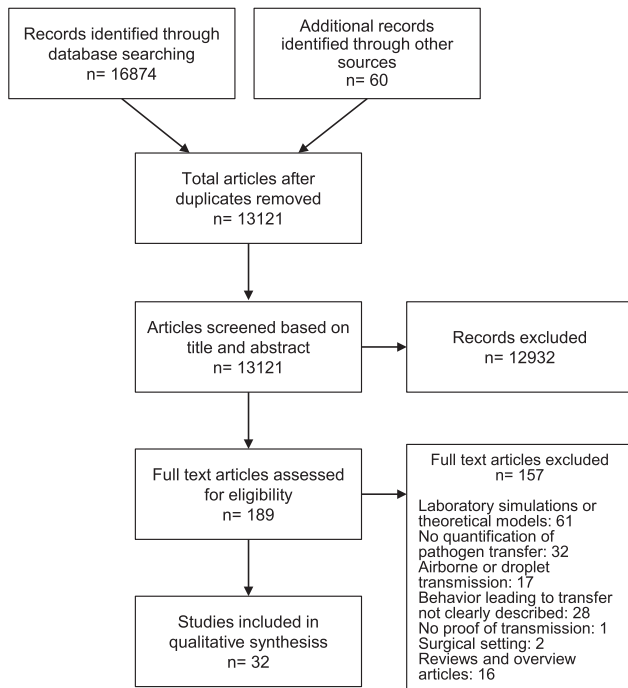 Records identified through
database searching
n= 16874
Additional records
identified through other
sources
n= 60
Total articles after
duplicates removed
n= 13121
Articles screened based on
title and abstract
n= 13121
Records excluded
n= 12932
Full text articles assessed
for eligibility
n= 189
Full text articles excluded
n= 157
Laboratory simulations or
theoretical models: 61
No quantification of
pathogen transfer: 32
Airborne or droplet
transmission: 17
Behavior leading to transfer
not clearly described: 28
No proof of transmission: 1
Surgical setting: 2
Reviews and overview
articles: 16
Studies included in
qualitative synthesiss
n= 32